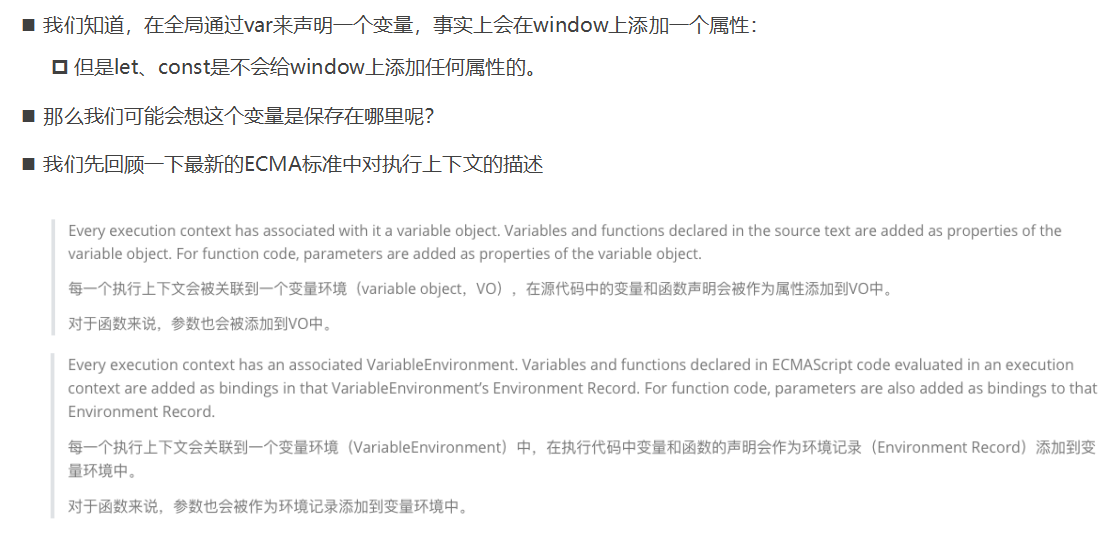 ■ 我们知道，在全局通过var来声明一个变量，事实上会在window上添加一个属性：
但是let、const是不会给window上添加任何属性的。
■ 那么我们可能会想这个变量是保存在哪里呢？
■ 我们先回顾一下最新的ECMA标准中对执行上下文的描述
Every execution context has associated with it a variable object. Variables and functions declared in the source text are added as properties of the
variable object. For function code, parameters are added as properties of the variable object.
每一个执行上下文会被关联到一个变量环境（variable object，VO），在源代码中的变量和函数声明会被作为属性添加到VO中。
对于函数来说，参数也会被添加到VO中。
Every execution context has an associated VariableEnvironment. Variables and functions declared in ECMAScript code evaluated in an execution
context are added as bindings in that VariableEnvironment's Environment Record. For function code, parameters are also added as bindings to that
Environment Record.
每一个执行上下文会关联到一个变量环境（VariableEnvironment）中，在执行代码中变量和函数的声明会作为环境记录（Environment Record）添加到变
量环境中。
对于函数来说，参数也会被作为环境记录添加到变量环境中。